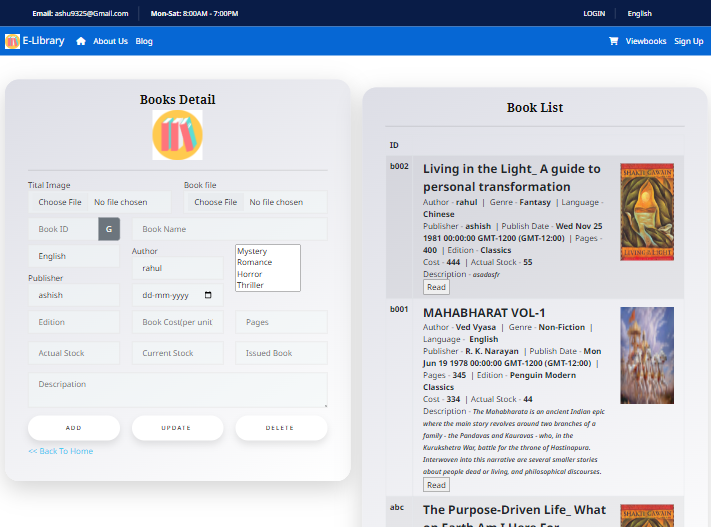 Email: ashu9325@Gmail.com Mon-Sat: 8:00AM - 7:00PM LOGIN English
E-Library About Us Blog Viewbooks Sign Up
Books Detail
Tital Image Book file
Choose File No file chosen Choose File No file chosen
Book ID G Book Name
English
Author
rahul
Mystery
Romance
Horror
Thriller
Publisher
ashish dd-mm-yyyy
Edition Book Cost(per unit Pages
Actual Stock Current Stock Issued Book
Descripation
ADD UPDATE DELETE
<< Back To Home
Book List
ID
b002 Living in the Light_ A guide to
personal transformation
Author - rahul | Genre - Fantasy | Language -
Chinese
Publisher - ashish | Publish Date - Wed Nov 25
1981 00:00:00 GMT-1200 (GMT-12:00) | Pages -
400 | Edition - Classics
Cost - 444 | Actual Stock - 55
Description - asadasfr
Read
SHAKTI GAWAIN
LIVING IN THE LIGHT
b001 MAHABHARAT VOL-1
Author - Ved Vyasa | Genre - Non-Fiction |
Language - English
Publisher - R. K. Narayan | Publish Date - Mon
Jun 19 1978 00:00:00 GMT-1200 (GMT-12:00) |
Pages - 345 | Edition - Penguin Modern
Classics
Cost - 334 | Actual Stock - 44
Description - The Mahabharata is an ancient Indian epic
where the main story revolves around two branches of a
family - the Pandavas and Kauravas - who, in the
Kurukshetra War, battle for the throne of Hastinapura.
Interwoven into this narrative are several smaller stories
about people dead or living, and philosophical discourses.
Read
abc The Purpose-Driven Life_ What
on Earth Am I Here For
SHAKTI GAWAIN